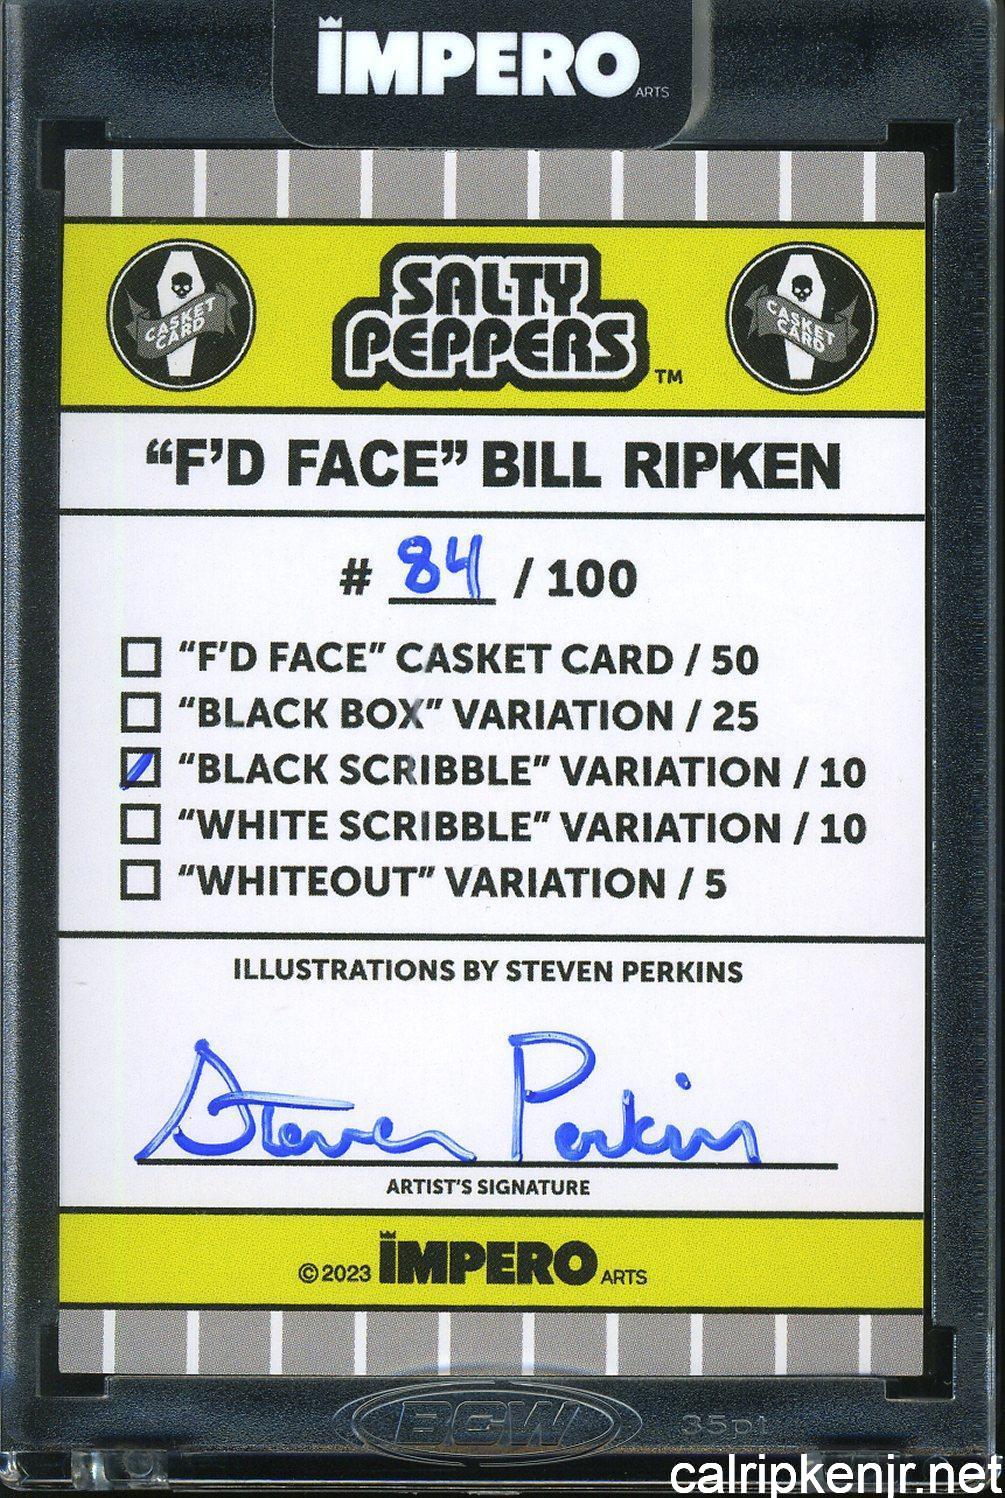 IMPERO ARTS
SALTY
PEPPERS ™
CASKET CARD
CASKET CARD
“F’D FACE” BILL RIPKEN
# 84 / 100
“F’D FACE” CASKET CARD / 50
“BLACK BOX” VARIATION / 25
“BLACK SCRIBBLE” VARIATION / 10
“WHITE SCRIBBLE” VARIATION / 10
“WHITEOUT” VARIATION / 5
ILLUSTRATIONS BY STEVEN PERKINS
Steven Perkins
ARTIST’S SIGNATURE
©2023 IMPERO ARTS
BCW 35pt
calripkenjr.net